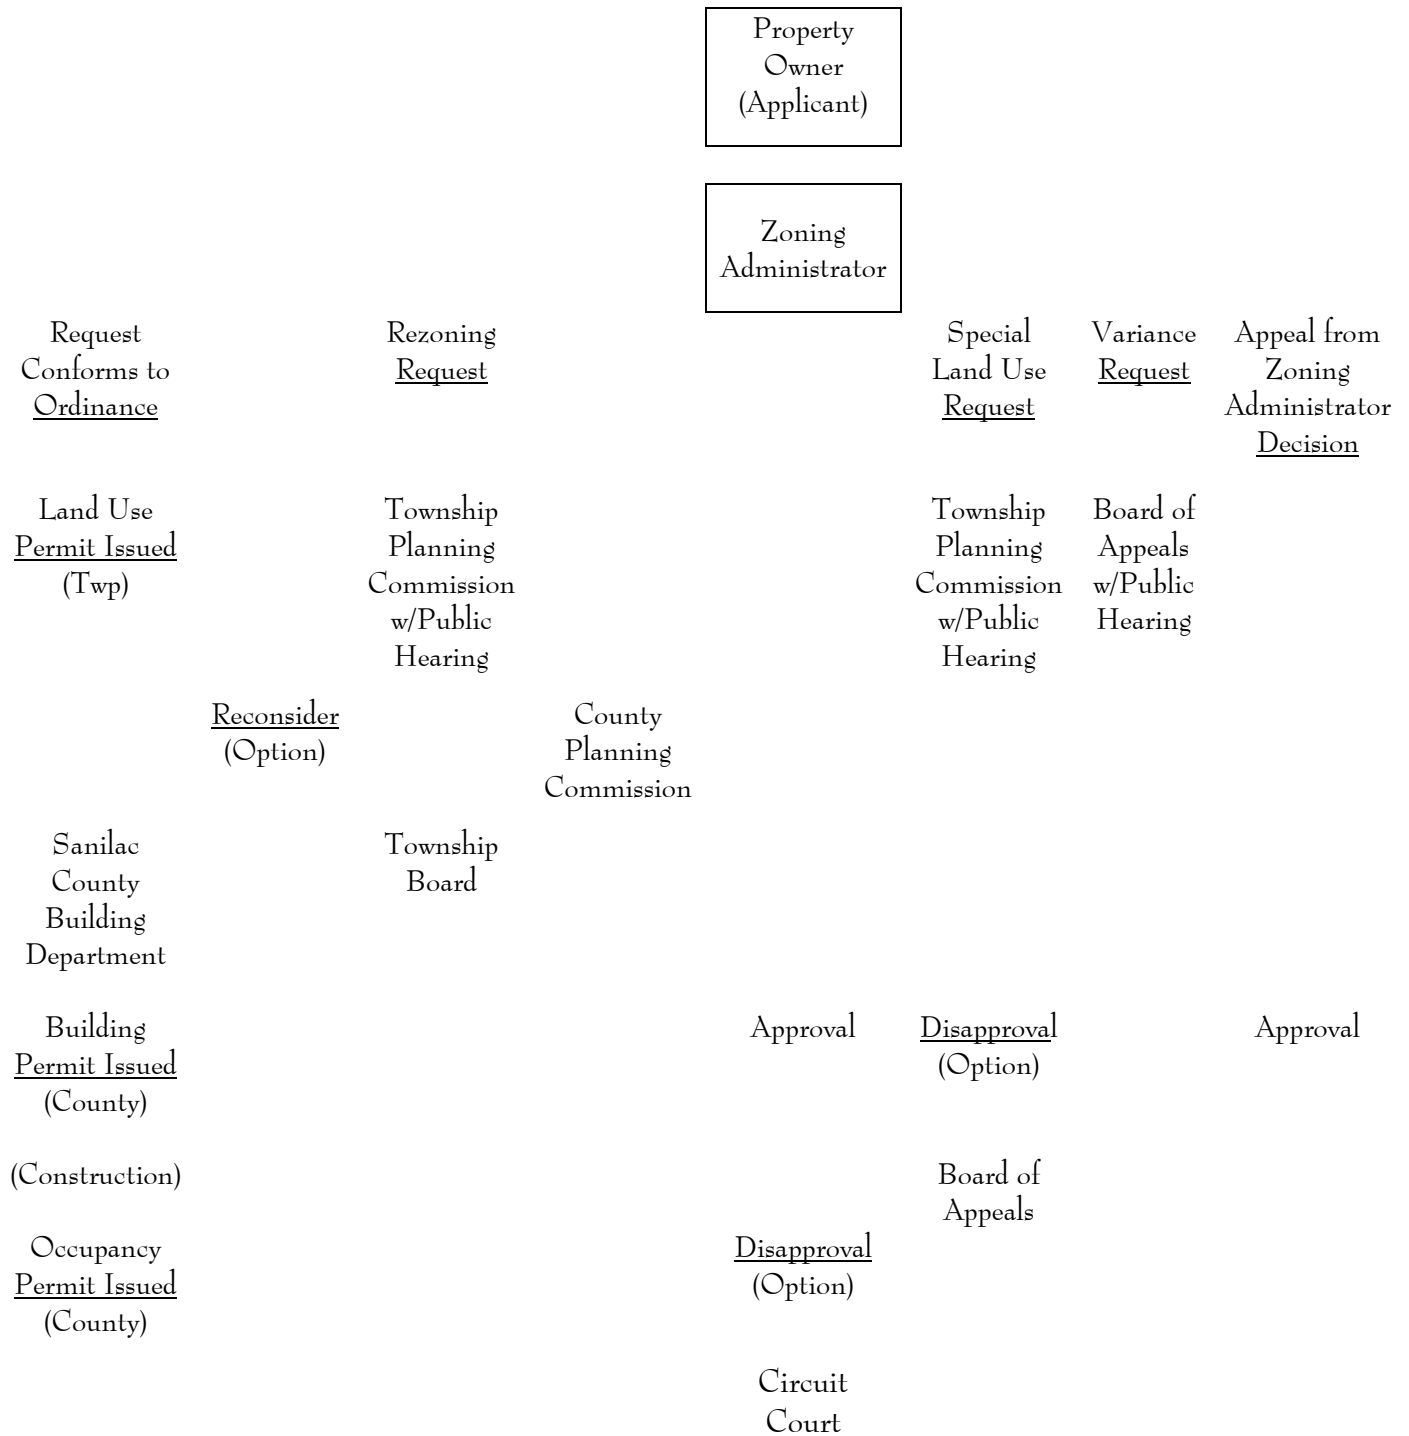 Property
Owner
(Applicant)
Zoning
Administrator
Request
Conforms to
Ordinance
Rezoning
Request
Special
Land Use
Request
Variance
Request
Appeal from
Zoning
Administrator
Decision
Land Use
Permit Issued
(Twp)
Township
Planning
Commission
w/Public
Hearing
Township
Planning
Commission
w/Public
Hearing
Board of
Appeals
w/Public
Hearing
Reconsider
(Option)
County
Planning
Commission
Sanilac
County
Building
Department
Township
Board
Building
Permit Issued
(County)
Approval
Disapproval
(Option)
Approval
(Construction)
Board of
Appeals
Occupancy
Permit Issued
(County)
Disapproval
(Option)
Circuit
Court